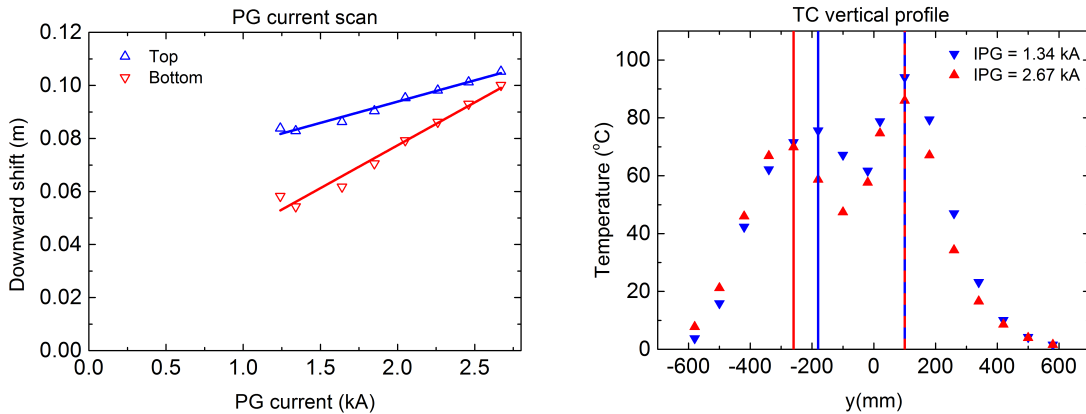 PG current scan
0.12
0.10
0.08
0.06
0.04
0.02
0.00
Downward shift (m)
Top
Bottom
0.0 0.5 1.0 1.5 2.0 2.5
PG current (kA)
TC vertical profile
100
80
60
40
20
0
Temperature (°C)
IPG = 1.34 kA
IPG = 2.67 kA
-600 -400 -200 0 200 400 600
y(mm)